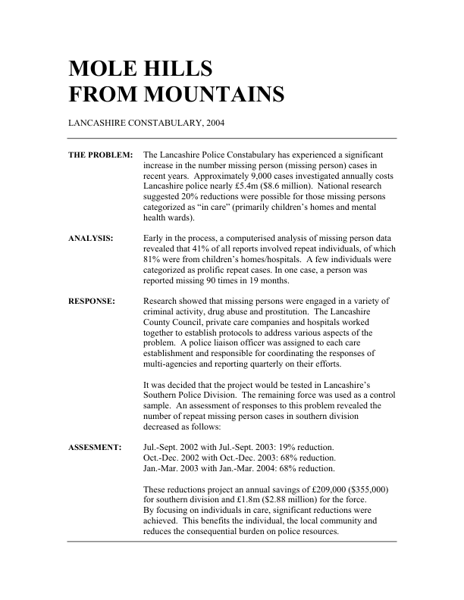 MOLE HILLS
FROM MOUNTAINS
LANCASHIRE CONSTABULARY, 2004
THE PROBLEM: The Lancashire Police Constabulary has experienced a significant
increase in the number missing person (missing person) cases in
recent years. Approximately 9,000 cases investigated annually costs
Lancashire police nearly £5.4m ($8.6 million). National research
suggested 20% reductions were possible for those missing persons
categorized as “in care” (primarily children’s homes and mental
health wards).
ANALYSIS: Early in the process, a computerised analysis of missing person data
revealed that 41% of all reports involved repeat individuals, of which
81% were from children’s homes/hospitals. A few individuals were
categorized as prolific repeat cases. In one case, a person was
reported missing 90 times in 19 months.
RESPONSE: Research showed that missing persons were engaged in a variety of
criminal activity, drug abuse and prostitution. The Lancashire
County Council, private care companies and hospitals worked
together to establish protocols to address various aspects of the
problem. A police liaison officer was assigned to each care
establishment and responsible for coordinating the responses of
multi-agencies and reporting quarterly on their efforts.
It was decided that the project would be tested in Lancashire’s
Southern Police Division. The remaining force was used as a control
sample. An assessment of responses to this problem revealed the
number of repeat missing person cases in southern division
decreased as follows:
ASSESMENT: Jul.-Sept. 2002 with Jul.-Sept. 2003: 19% reduction.
Oct.-Dec. 2002 with Oct.-Dec. 2003: 68% reduction.
Jan.-Mar. 2003 with Jan.-Mar. 2004: 68% reduction.
These reductions project an annual savings of £209,000 ($355,000)
for southern division and £1.8m ($2.88 million) for the force.
By focusing on individuals in care, significant reductions were
achieved. This benefits the individual, the local community and
reduces the consequential burden on police resources.